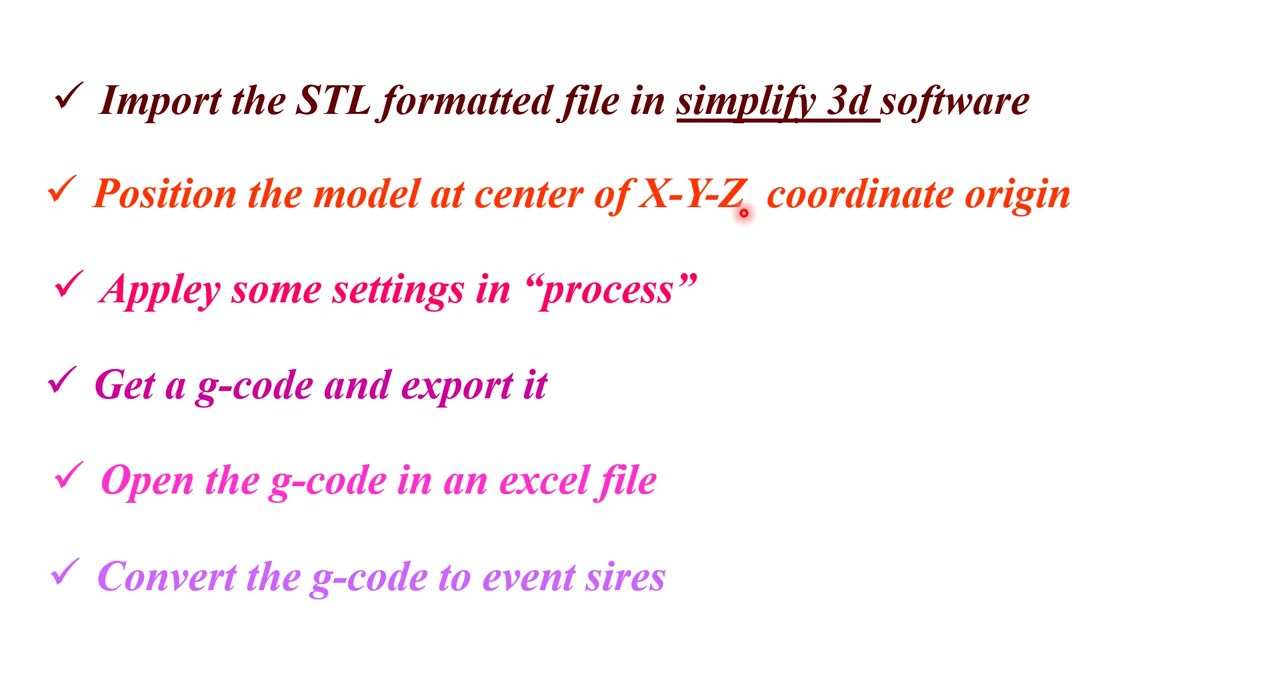 ✓ Import the STL formatted file in simplify 3d software
✓ Position the model at center of X-Y-Z coordinate origin
✓ Appley some settings in “process”
✓ Get a g-code and export it
✓ Open the g-code in an excel file
✓ Convert the g-code to event sires